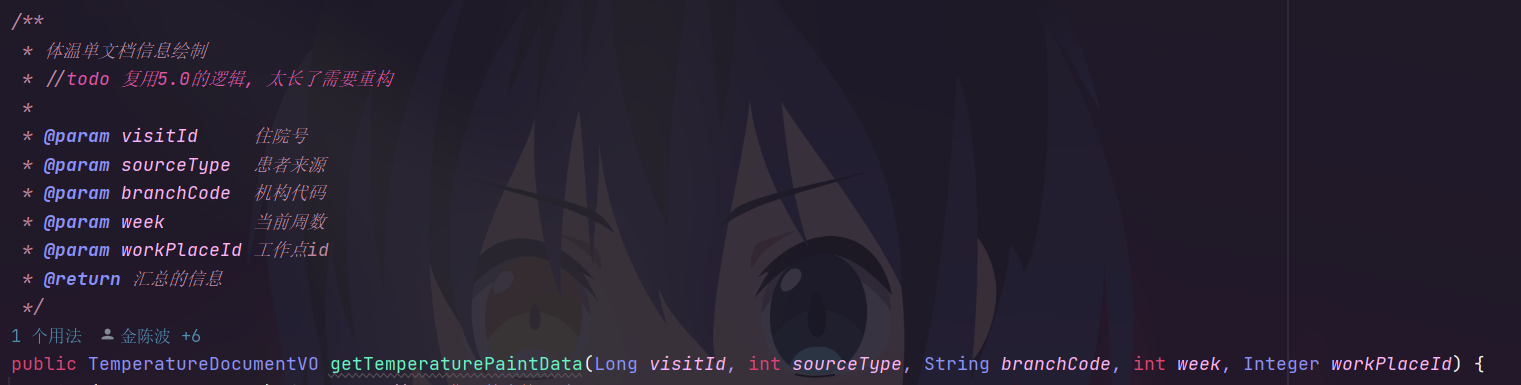 /**
 * 体温单文档信息绘制
 * //todo 复用5.0的逻辑, 太长了需要重构
 *
 * @param visitId     住院号
 * @param sourceType  患者来源
 * @param branchCode  机构代码
 * @param week        当前周数
 * @param workPlaceId 工作点id
 * @return 汇总的信息
 */
1 个用法  金陈波 +6
public TemperatureDocumentVO getTemperaturePaintData(Long visitId, int sourceType, String branchCode, int week, Integer workPlaceId) {